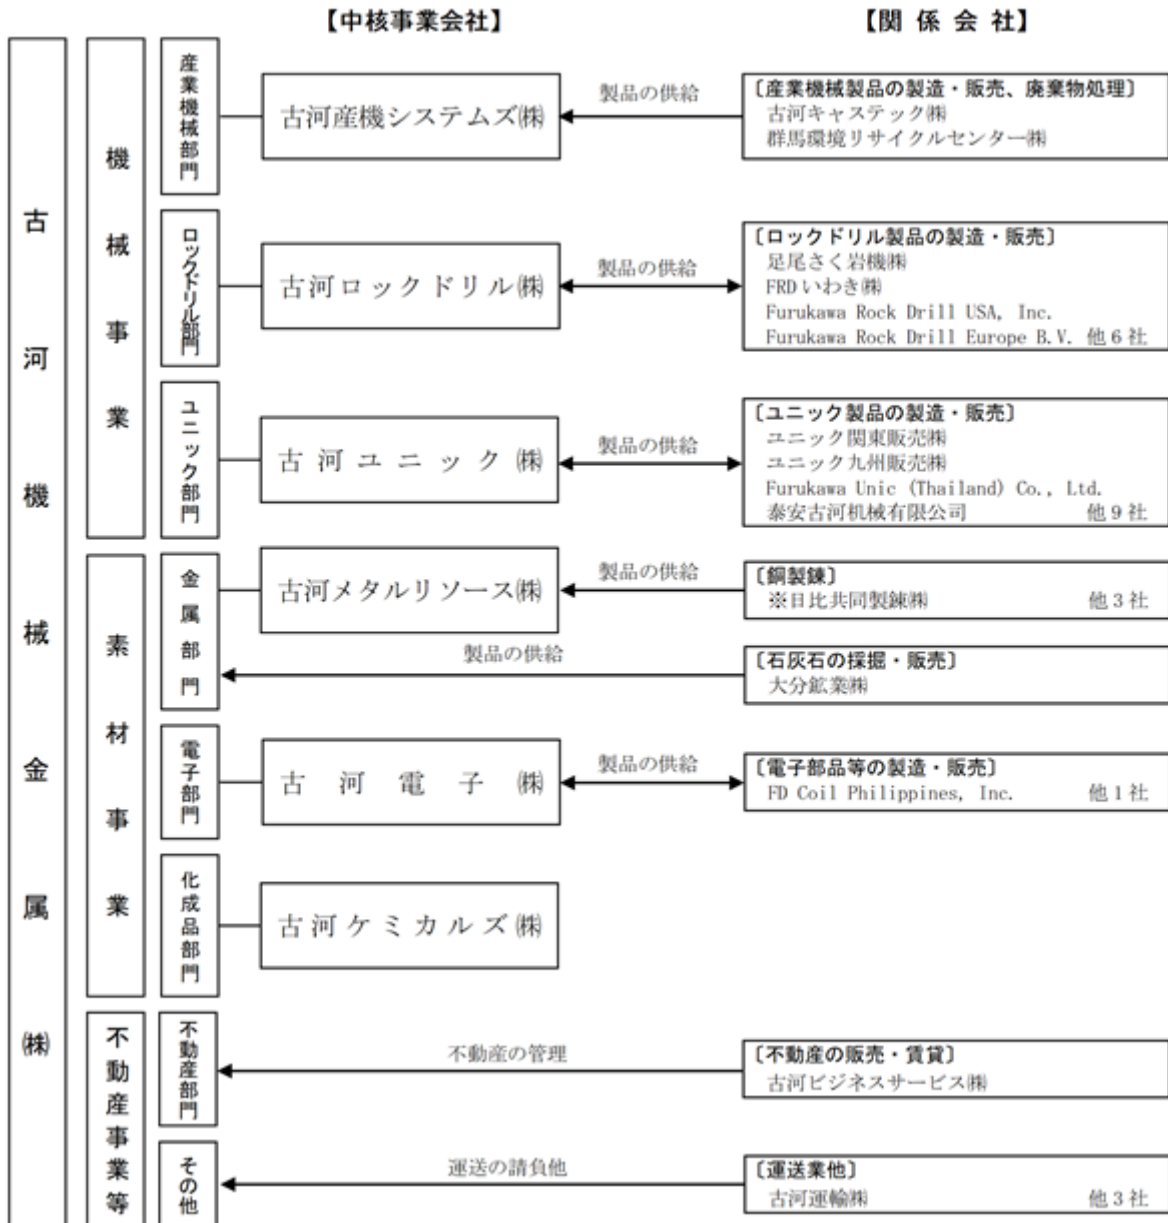 【中核事業会社】
【関 係 会 社】
古河機械金属㈱
機械事業
産業機械部門
古河産機システムズ㈱
製品の供給
〔産業機械製品の製造・販売、廃棄物処理〕
古河キャステック㈱
群馬環境リサイクルセンター㈱
ロックドリル部門
古河ロックドリル㈱
製品の供給
〔ロックドリル製品の製造・販売〕
足尾さく岩機㈱
FRDいわき㈱
Furukawa Rock Drill USA, Inc.
Furukawa Rock Drill Europe B.V. 他6社
ユニック部門
古河ユニック㈱
製品の供給
〔ユニック製品の製造・販売〕
ユニック関東販売㈱
ユニック九州販売㈱
Furukawa Unic (Thailand) Co., Ltd.
泰安古河机械有限公司 他9社
素材事業
金属部門
古河メタルリソース㈱
製品の供給
〔銅製錬〕
※日比共同製錬㈱ 他3社
製品の供給
〔石灰石の採掘・販売〕
大分鉱業㈱
電子部門
古河電子㈱
製品の供給
〔電子部品等の製造・販売〕
FD Coil Philippines, Inc. 他1社
化成品部門
古河ケミカルズ㈱
不動産事業等
不動産部門
不動産の管理
〔不動産の販売・賃貸〕
古河ビジネスサービス㈱
その他
運送の請負他
〔運送業他〕
古河運輸㈱ 他3社